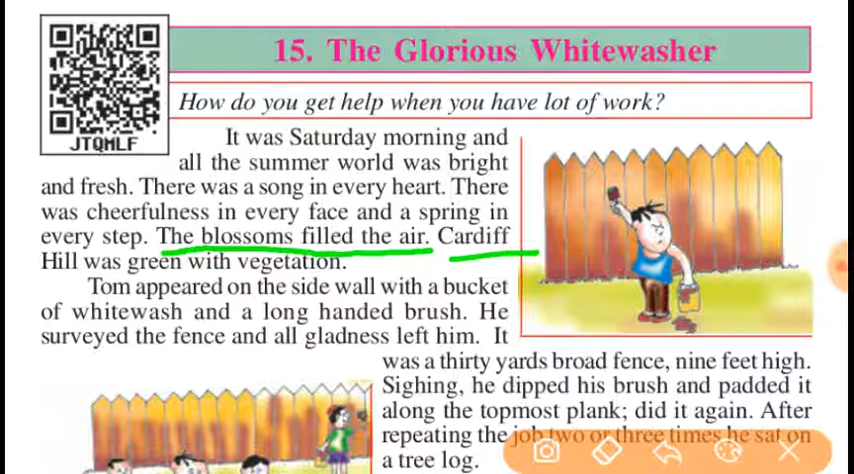 15. The Glorious Whitewasher
JTQMLF
How do you get help when you have lot of work?
It was Saturday morning and
all the summer world was bright
and fresh. There was a song in every heart. There
was cheerfulness in every face and a spring in
every step. The blossoms filled the air. Cardiff
Hill was green with vegetation.
Tom appeared on the side wall with a bucket
of whitewash and a long handed brush. He
surveyed the fence and all gladness left him. It
was a thirty yards broad fence, nine feet high.
Sighing, he dipped his brush and padded it
along the topmost plank; did it again. After
repeating the job two or three times he sat on
a tree log.